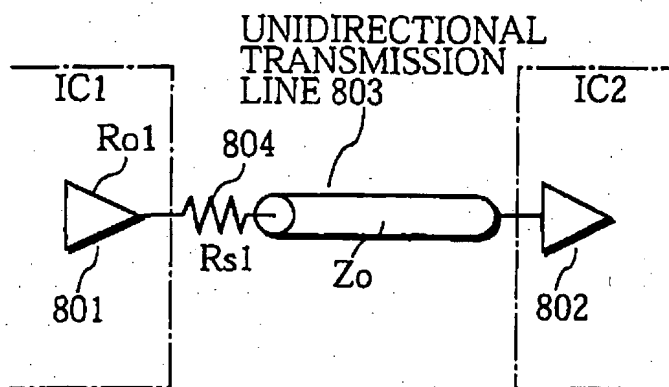 UNIDIRECTIONAL
TRANSMISSION
LINE 803
IC1
IC2
Ro1
804
Rs1
Zo
801
802